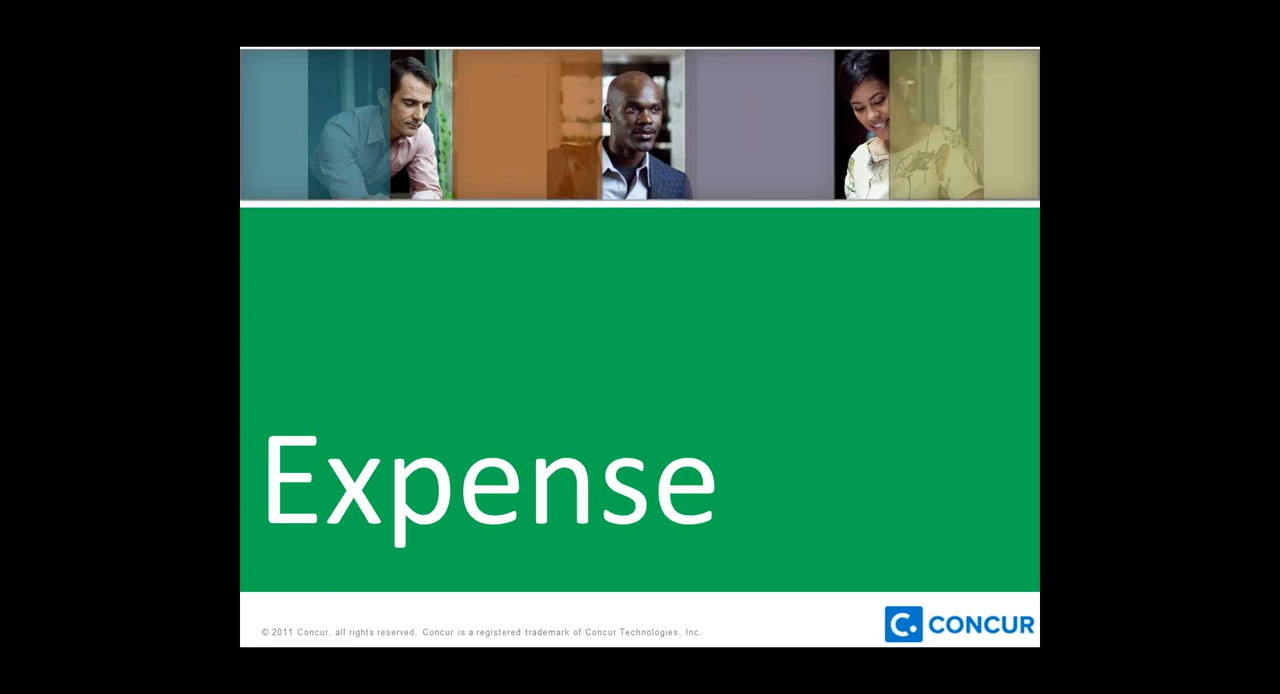 Expense
© 2011 Concur, all rights reserved. Concur is a registered trademark of Concur Technologies, Inc.
C. CONCUR